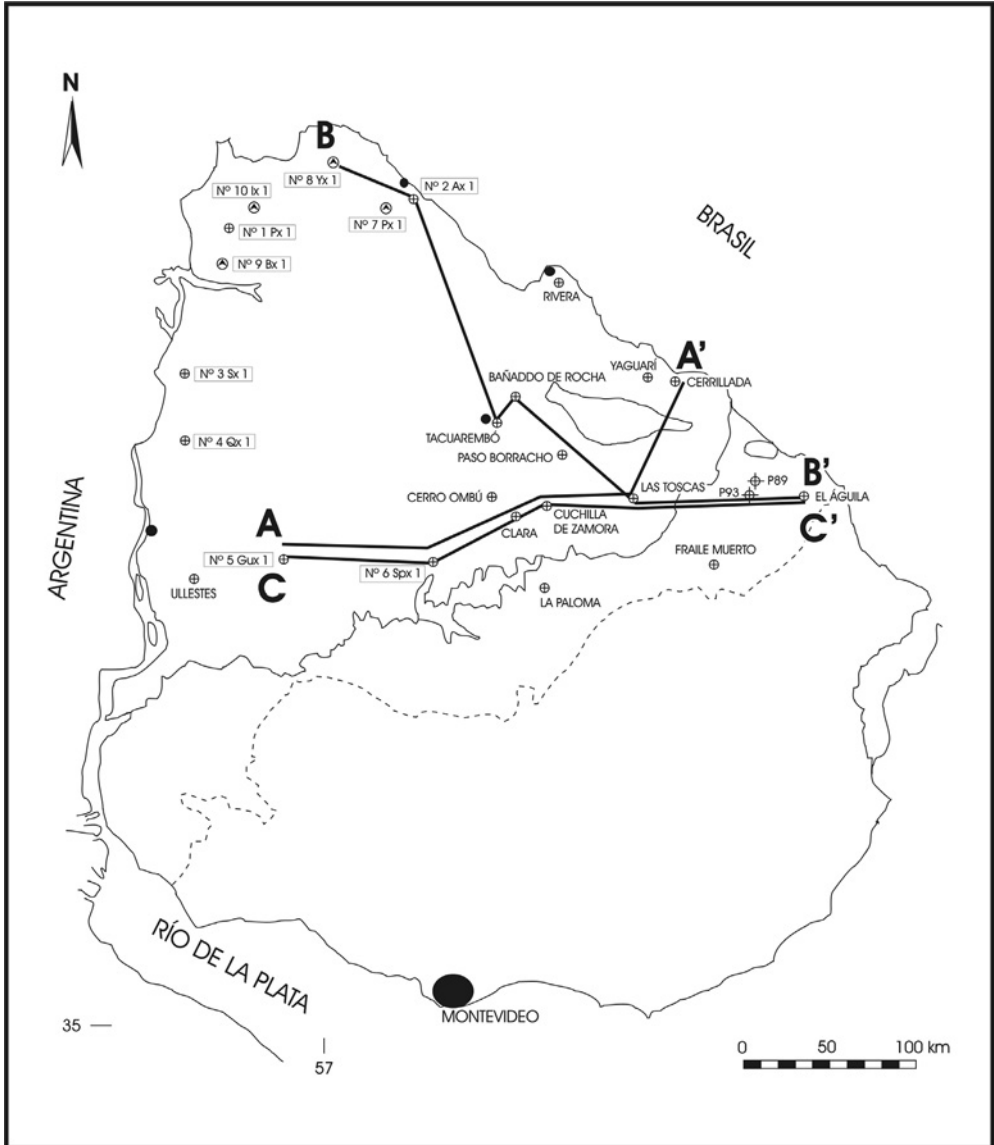 N
B
Nº 8 Yx 1
Nº 2 Ax 1
Nº 10 Ix 1
Nº 7 Px 1
Nº 1 Px 1
BRASIL
Nº 9 Bx 1
RIVERA
YAGUARÍ
A'
CERRILLADA
Nº 3 Sx 1
BAÑADDO DE ROCHA
TACUAREMBÓ
Nº 4 Qx 1
PASO BORRACHO
P89
B'
CERRO OMBÚ
LAS TOSCAS
P93
EL ÁGUILA
C'
CUCHILLA
DE ZAMORA
CLARA
A
ARGENTINA
Nº 5 Gux 1
C
Nº 6 Spx 1
FRAILE MUERTO
ULLESTES
LA PALOMA
RÍO DE LA PLATA
MONTEVIDEO
35
57
0 50 100 km